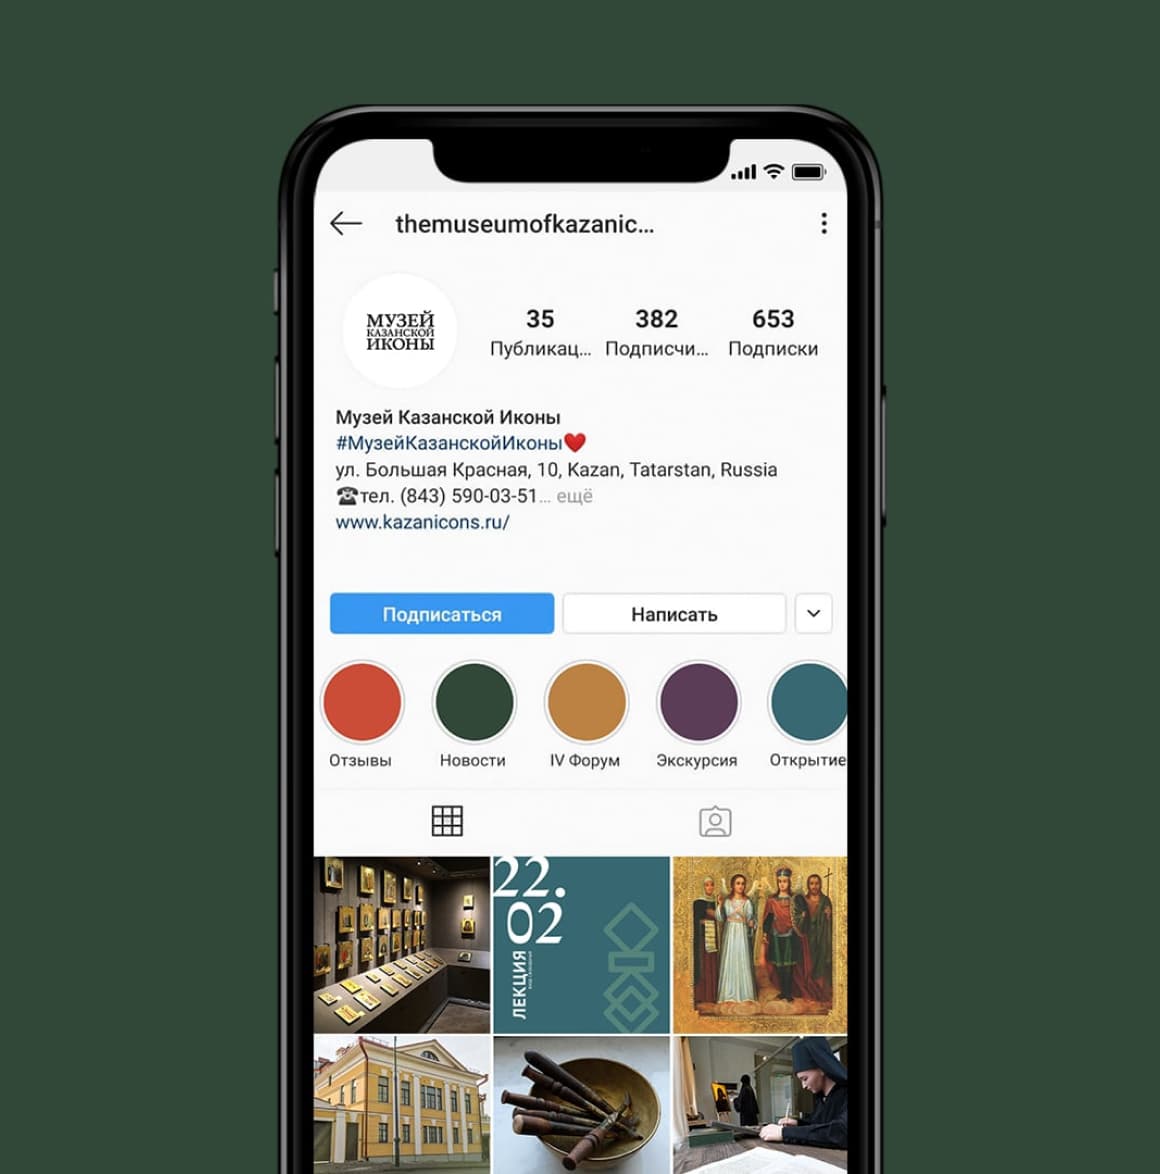 themuseumofkazanic...
МУЗЕЙ
КАЗАНСКОЙ
ИКОНЫ
35 382 653
Публикац... Подписчи... Подписки
Музей Казанской Иконы
#МузейКазанскойИконы❤️
ул. Большая Красная, 10, Kazan, Tatarstan, Russia
☎тел. (843) 590-03-51... ещё
www.kazanicons.ru/
Подписаться Написать
Отзывы Новости IV Форум Экскурсия Открытие
22.
02
ЛЕКЦИЯ